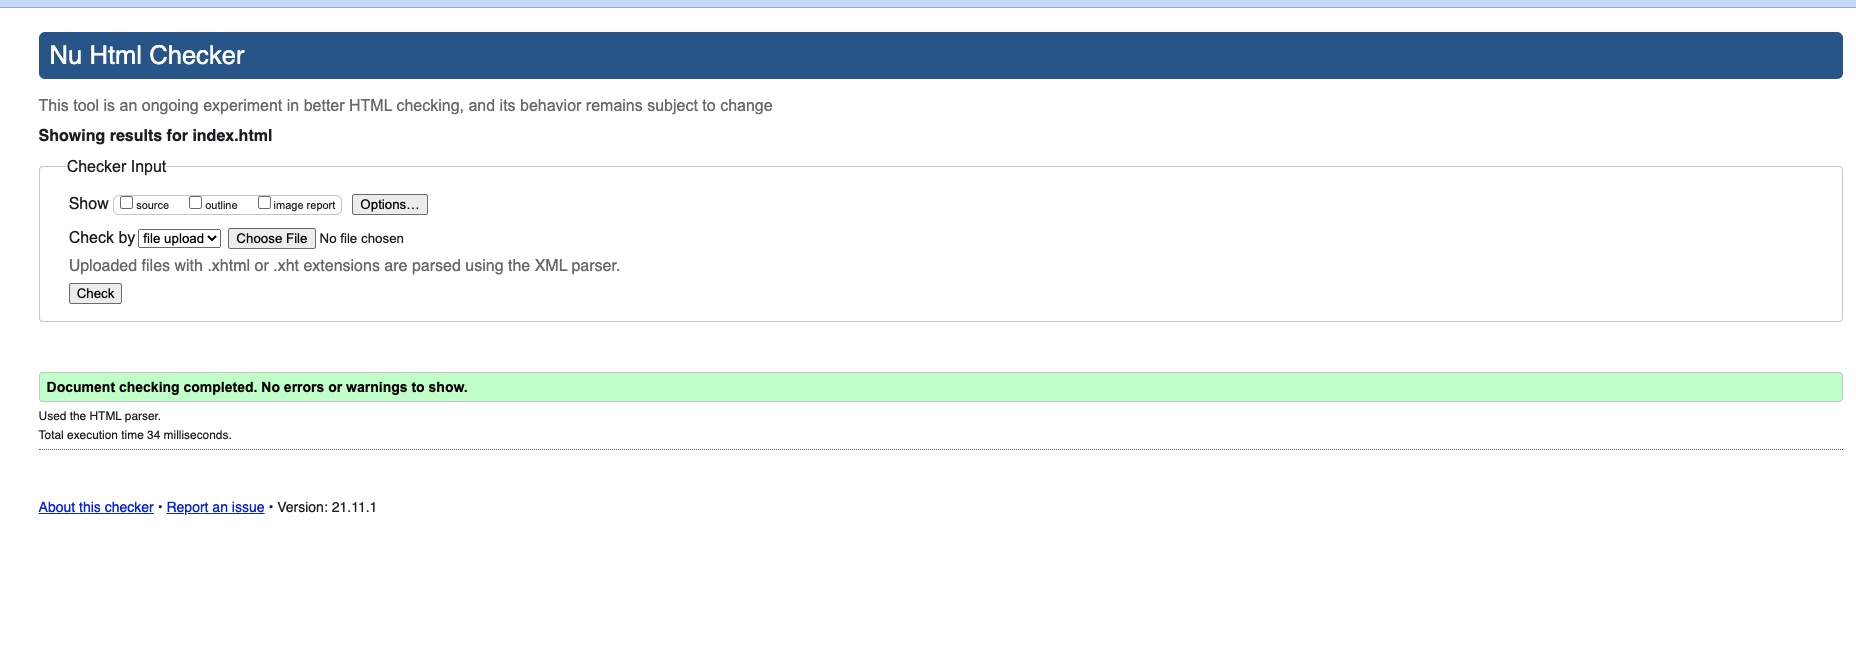 Nu Html Checker
This tool is an ongoing experiment in better HTML checking, and its behavior remains subject to change
Showing results for index.html
Checker Input
Show source outline image report Options…
Check by file upload Choose File No file chosen
Uploaded files with .xhtml or .xht extensions are parsed using the XML parser.
Check
Document checking completed. No errors or warnings to show.
Used the HTML parser.
Total execution time 34 milliseconds.
About this checker • Report an issue • Version: 21.11.1